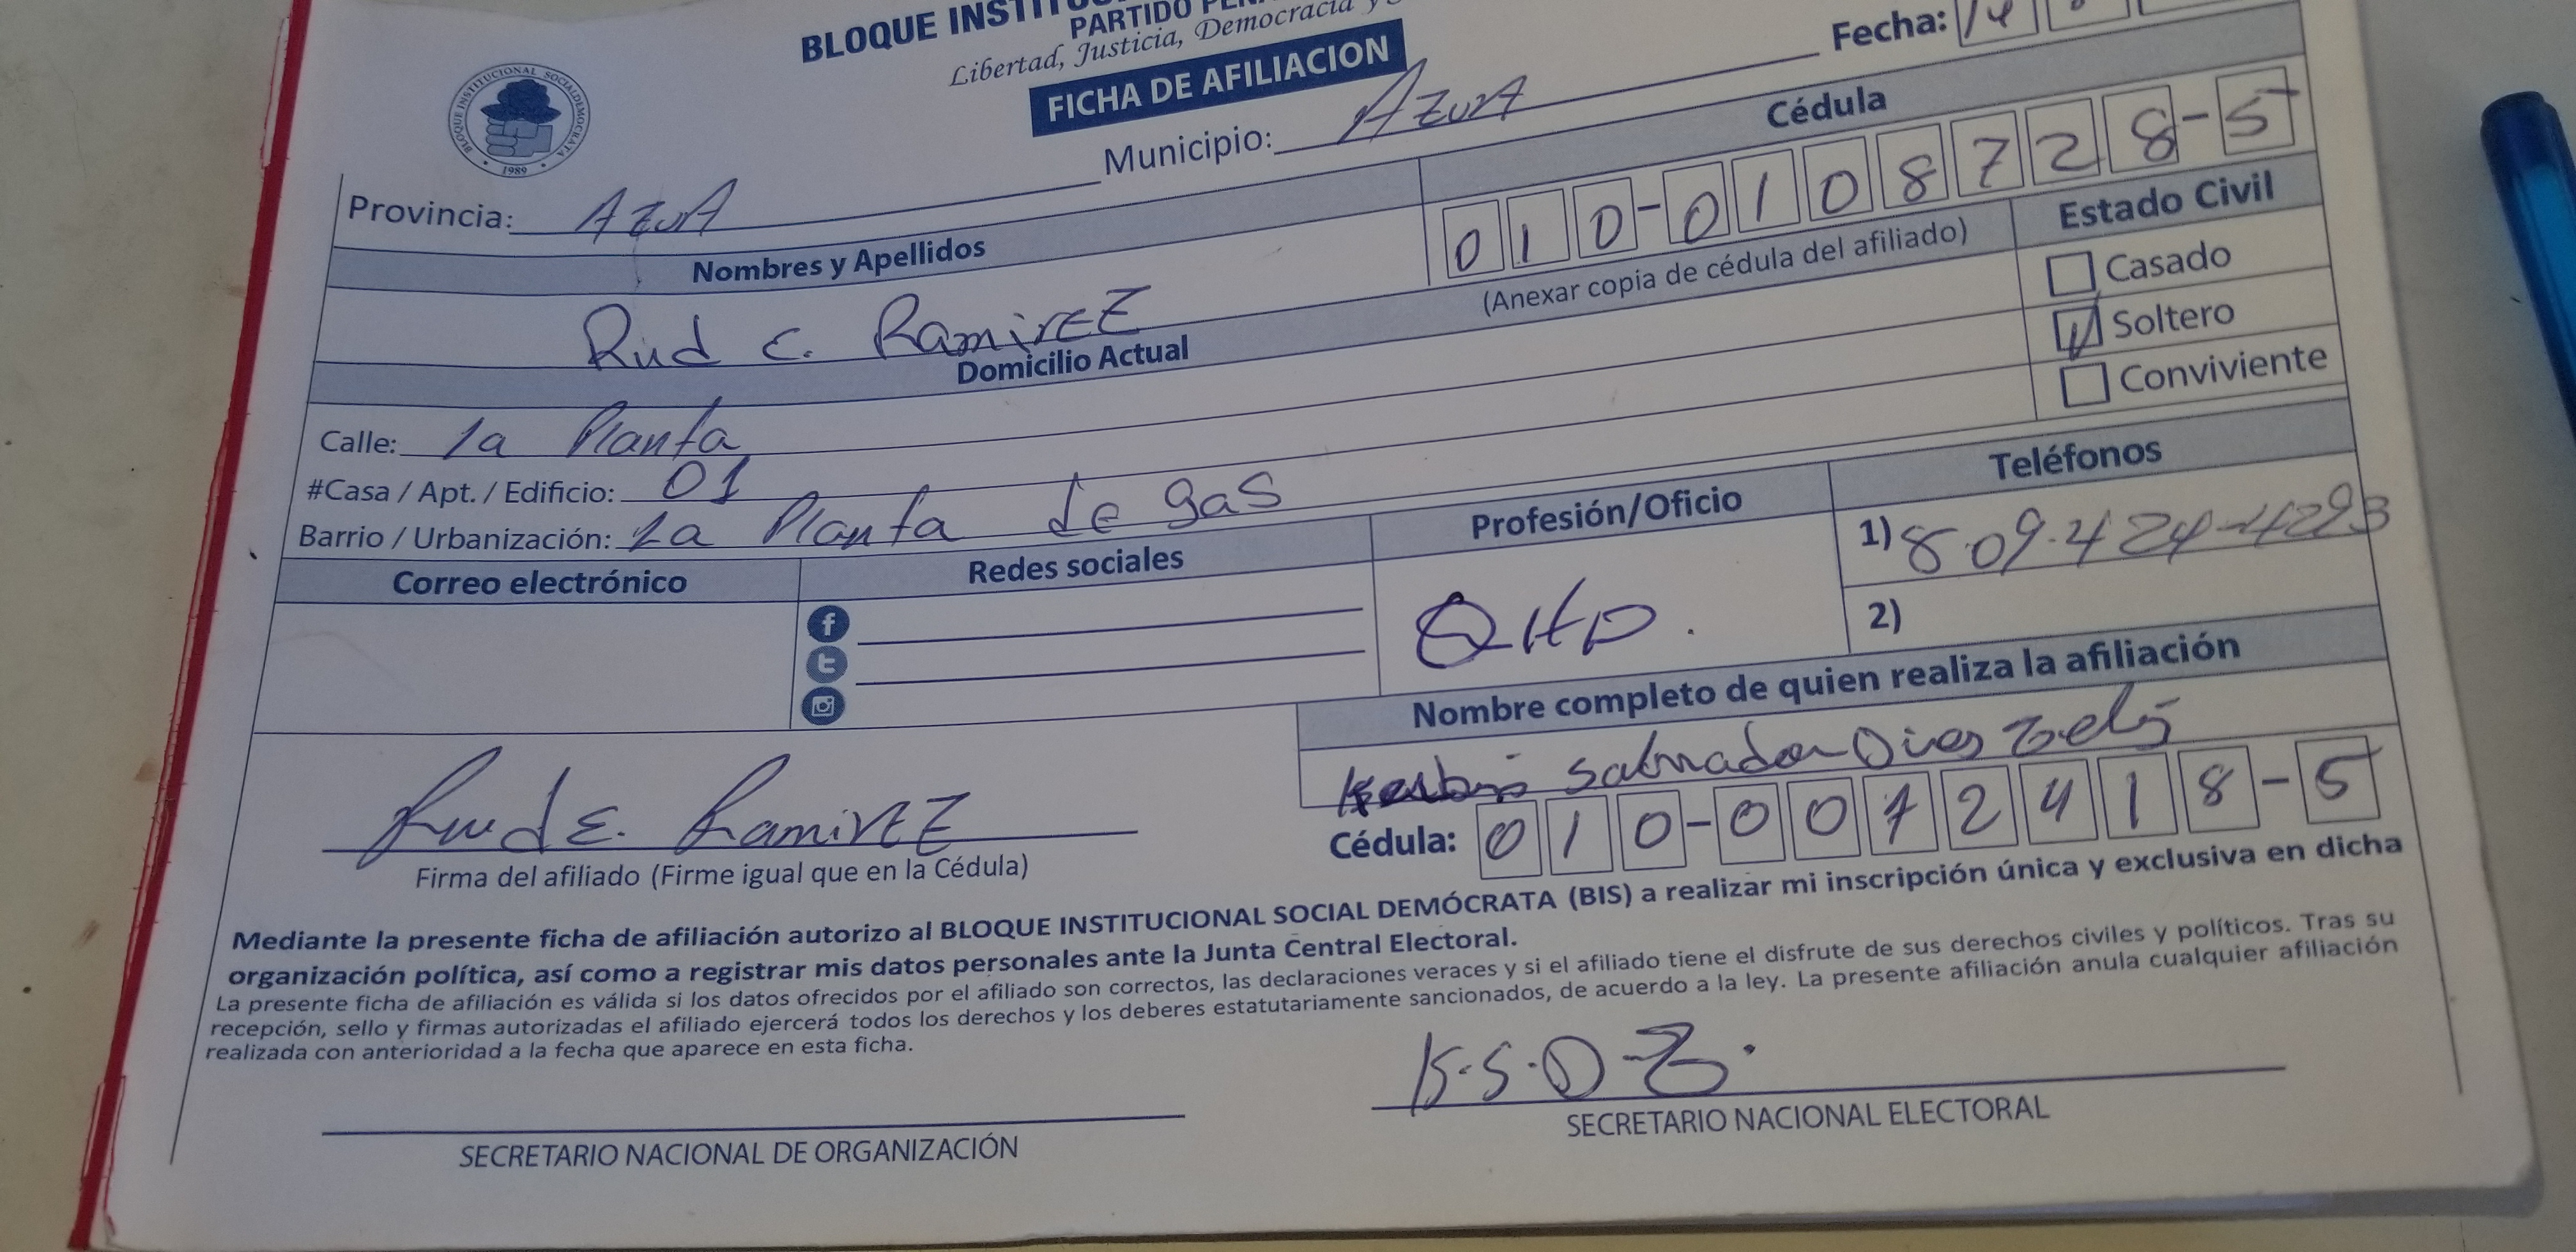 BLOQUE
PARTIDO
Libertad, Justicia, Democracia y
FICHA DE AFILIACION
Fecha: 14
BLOQUE INSTITUCIONAL SOCIALDEMOCRATA
1989
Provincia: AzuA
Municipio: AzuA
Nombres y Apellidos
Cédula
Rud E. RamirEZ
010-0108728-5
(Anexar copia de cédula del afiliado)
Estado Civil
Casado
Soltero
Conviviente
Domicilio Actual
Calle: La Planta
#Casa / Apt. / Edificio: 01
Barrio / Urbanización: La Planta de gas
Correo electrónico
Redes sociales
Profesión/Oficio
Teléfonos
1) 809-424-4293
2)
Nombre completo de quien realiza la afiliación
Salvador
Cédula: 010-0072418-5
Rud E. RamirEZ
Firma del afiliado (Firme igual que en la Cédula)
Mediante la presente ficha de afiliación autorizo al BLOQUE INSTITUCIONAL SOCIAL DEMÓCRATA (BIS) a realizar mi inscripción única y exclusiva en dicha
organización política, así como a registrar mis datos personales ante la Junta Central Electoral.
La presente ficha de afiliación es válida si los datos ofrecidos por el afiliado son correctos, las declaraciones veraces y si el afiliado tiene el disfrute de sus derechos civiles y políticos. Tras su
recepción, sello y firmas autorizadas el afiliado ejercerá todos los derechos y los deberes estatutariamente sancionados, de acuerdo a la ley. La presente afiliación anula cualquier afiliación
realizada con anterioridad a la fecha que aparece en esta ficha.
K.S.D.Z.
SECRETARIO NACIONAL DE ORGANIZACIÓN
SECRETARIO NACIONAL ELECTORAL